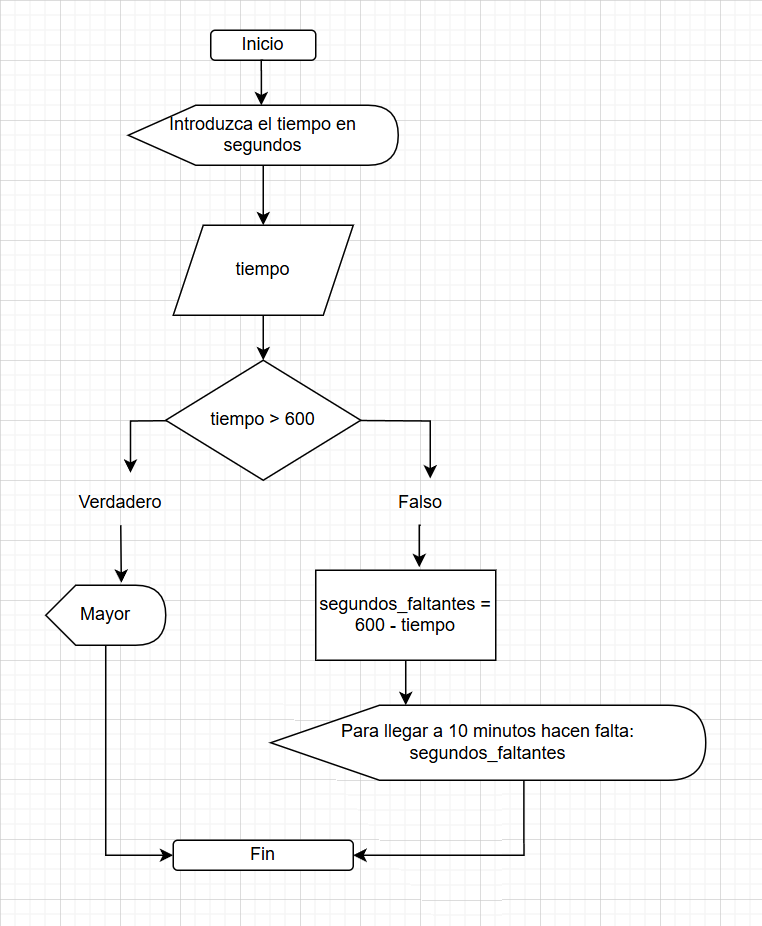 Inicio
Introduzca el tiempo en
segundos
tiempo
tiempo > 600
Verdadero
Falso
Mayor
segundos_faltantes =
600 - tiempo
Para llegar a 10 minutos hacen falta:
segundos_faltantes
Fin